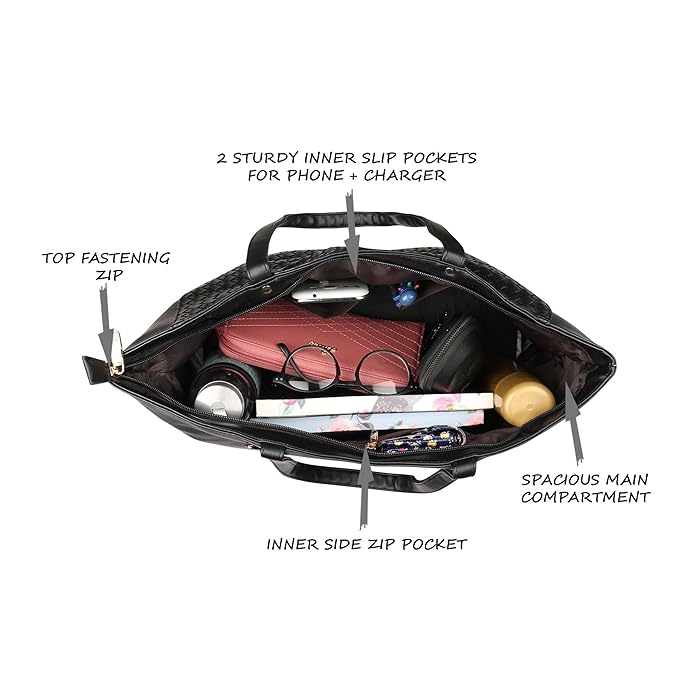 2 STURDY INNER SLIP POCKETS
FOR PHONE + CHARGER
TOP FASTENING
ZIP
SPACIOUS MAIN
COMPARTMENT
INNER SIDE ZIP POCKET